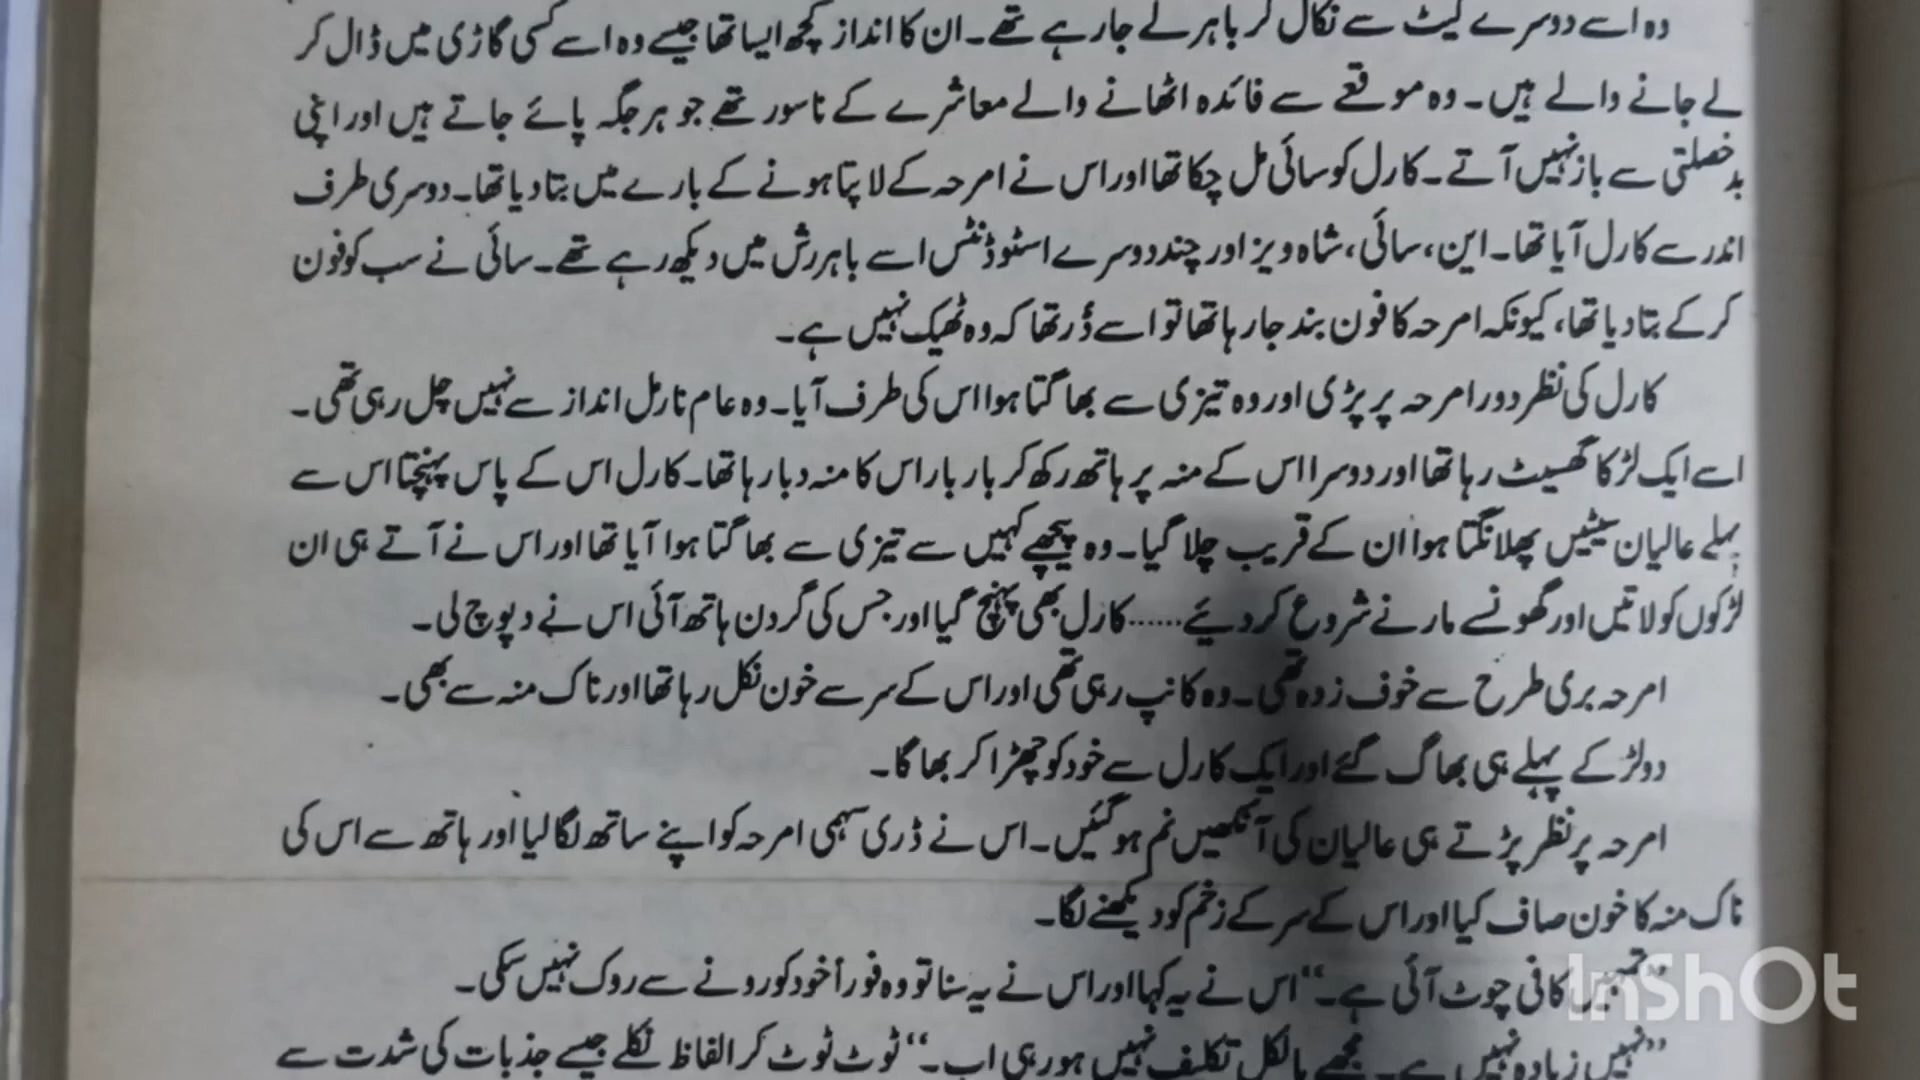 وہ اسے دوسرے گیٹ سے نکال کر باہر لے جا رہے تھے۔ ان کا انداز کچھ ایسا تھا جیسے وہ اسے کسی گاڑی میں ڈال کر
لے جانے والے ہیں۔ وہ موقعے سے فائدہ اٹھانے والے معاشرے کے ناسور تھے جو ہر جگہ پائے جاتے ہیں اور اپنی
بدخصلتی سے باز نہیں آتے۔ کارل کو سائی مل چکا تھا اور اس نے امرحہ کے لاپتا ہونے کے بارے میں بتا دیا تھا۔ دوسری طرف
اندر سے کارل آیا تھا۔ این، سائی، شاہ ویز اور چند دوسرے اسٹوڈنٹس اسے باہر رش میں دیکھ رہے تھے۔ سائی نے سب کو فون
کر کے بتا دیا تھا، کیونکہ امرحہ کا فون بند جا رہا تھا تو اسے ڈر تھا کہ وہ ٹھیک نہیں ہے۔
کارل کی نظر دور امرحہ پر پڑی اور وہ تیزی سے بھاگتا ہوا اس کی طرف آیا۔ وہ عام نارمل انداز سے نہیں چل رہی تھی۔
اسے ایک لڑکا گھسیٹ رہا تھا اور دوسرا اس کے منہ پر ہاتھ رکھ کر بار بار اس کا منہ دبا رہا تھا۔ کارل اس کے پاس پہنچتا اس سے
پہلے عالیان سیٹیں پھلانگتا ہوا ان کے قریب چلا گیا۔ وہ پیچھے کہیں سے تیزی سے بھاگتا ہوا آیا تھا اور اس نے آتے ہی ان
لڑکوں کو لاتیں اور گھونسے مارنے شروع کر دیئے......کارل بھی پہنچ گیا اور جس کی گردن ہاتھ آئی اس نے دبوچ لی۔
امرحہ بری طرح سے خوف زدہ تھی۔ وہ کانپ رہی تھی اور اس کے سر سے خون نکل رہا تھا اور ناک منہ سے بھی۔
دو لڑکے پہلے ہی بھاگ گئے اور ایک کارل سے خود کو چھڑا کر بھاگا۔
امرحہ پر نظر پڑتے ہی عالیان کی آنکھیں نم ہو گئیں۔ اس نے ڈری سہمی امرحہ کو اپنے ساتھ لگا لیا اور ہاتھ سے اس کی
ناک منہ کا خون صاف کیا اور اس کے سر کے زخم کو دیکھنے لگا۔
”تمہیں کافی چوٹ آئی ہے۔“ اس نے یہ کہا اور اس نے یہ سنا تو وہ فوراً خود کو رونے سے روک نہیں سکی۔
”نہیں زیادہ نہیں ہے۔ مجھے بالکل تکلیف نہیں ہو رہی اب۔“ ٹوٹ ٹوٹ کر الفاظ نکلے جیسے جذبات کی شدت سے
InShOt